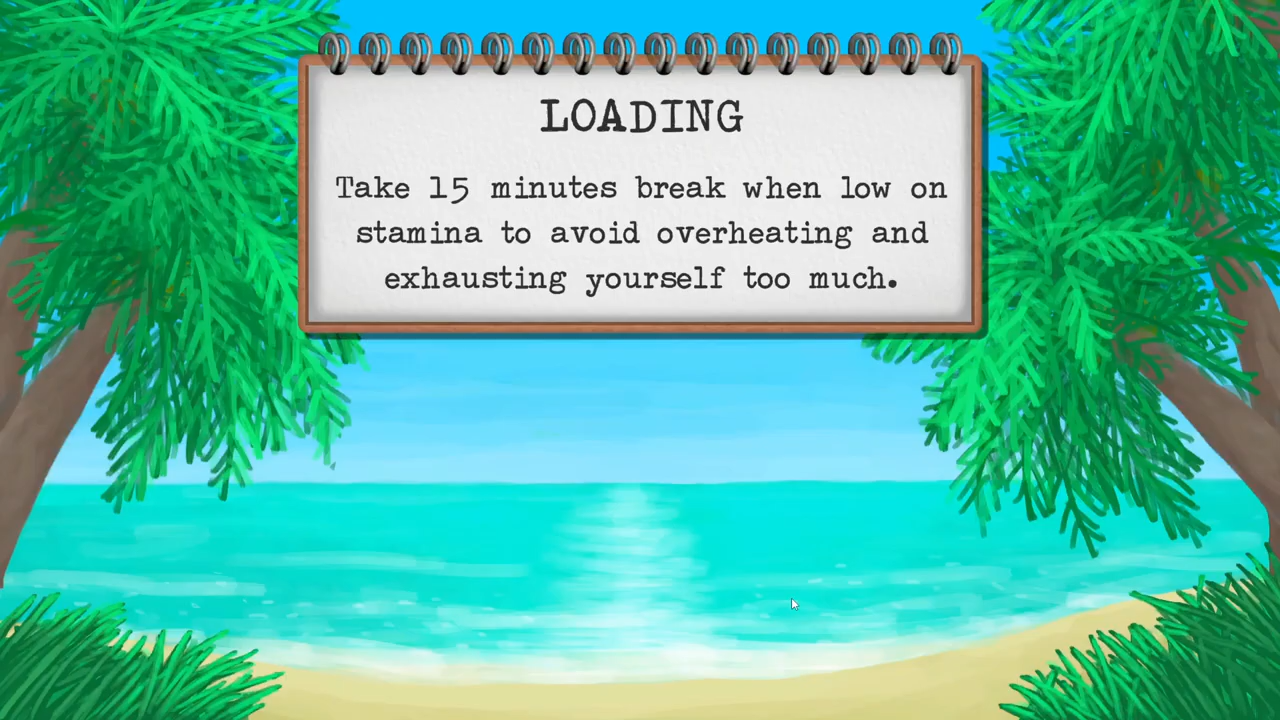 LOADING
Take 15 minutes break when low on
stamina to avoid overheating and
exhausting yourself too much.